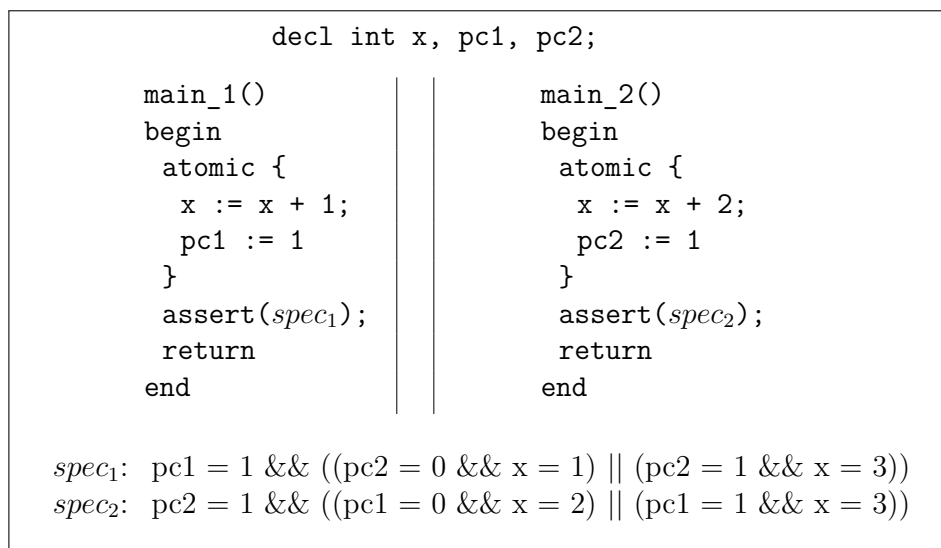 decl int x, pc1, pc2;
main_1()
begin
atomic {
x := x + 1;
pc1 := 1
}
assert(spec₁);
return
end
main_2()
begin
atomic {
x := x + 2;
pc2 := 1
}
assert(spec₂);
return
end
spec₁: pc1 = 1 && ((pc2 = 0 && x = 1) || (pc2 = 1 && x = 3))
spec₂: pc2 = 1 && ((pc1 = 0 && x = 2) || (pc1 = 1 && x = 3))